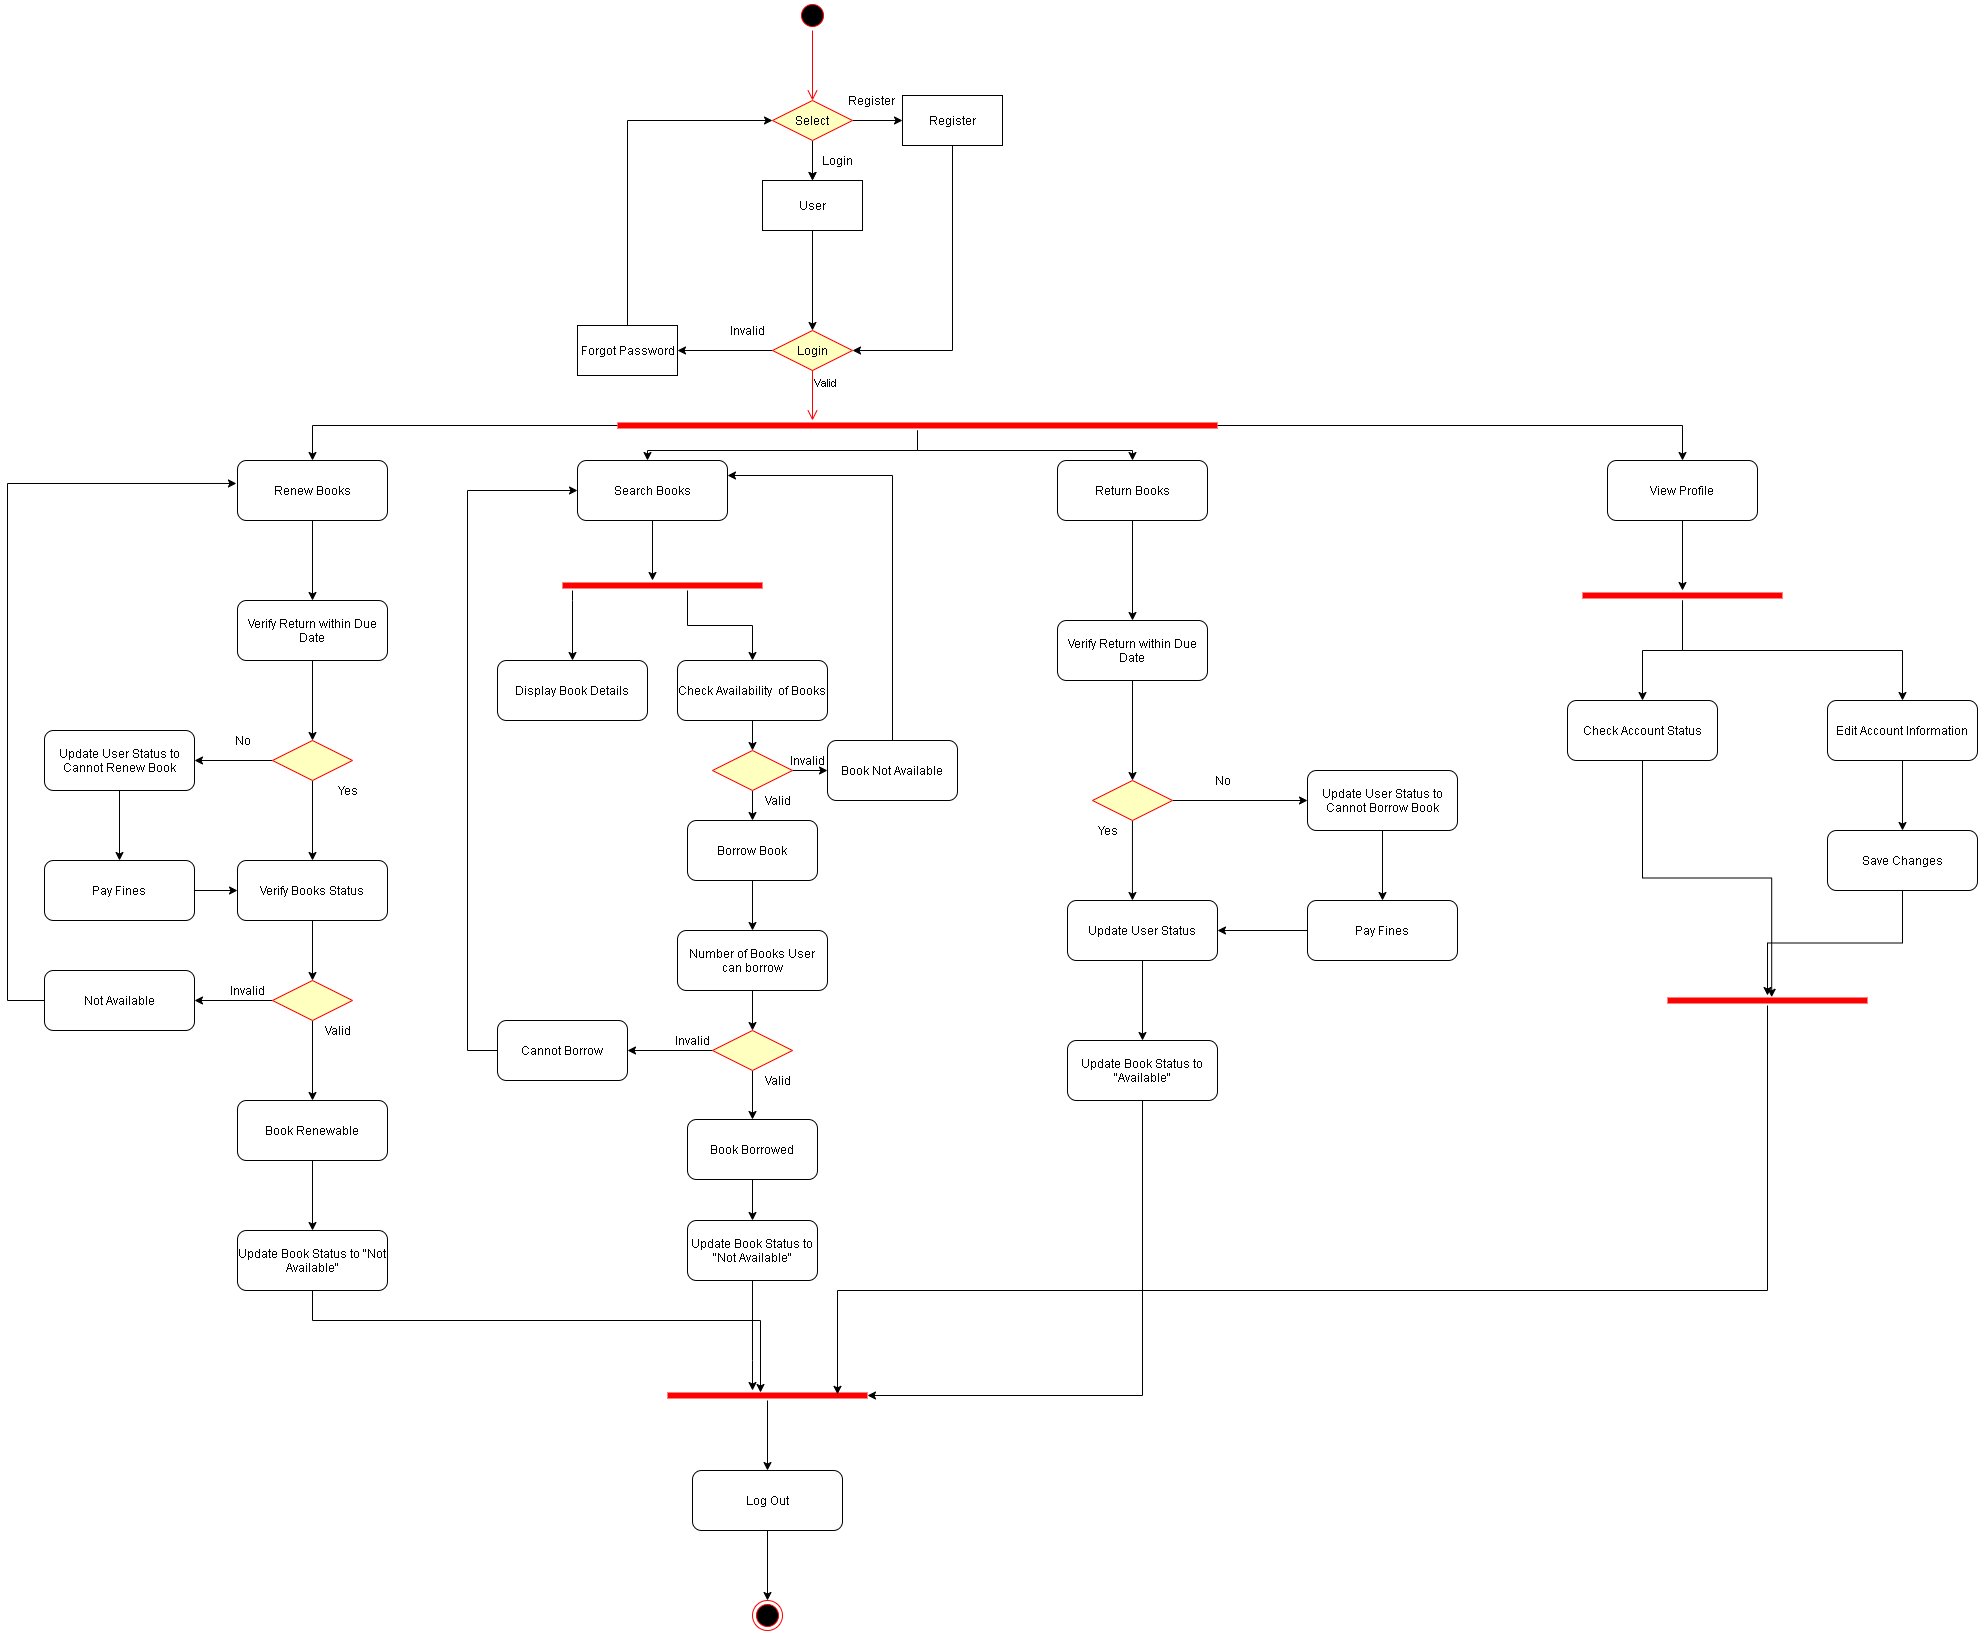 Register
Select
Register
Login
User
Invalid
Forgot Password
Login
Valid
Renew Books
Search Books
Return Books
View Profile
Verify Return within Due
Date
Verify Return within Due
Date
Display Book Details
Check Availability  of Books
Check Account Status
Edit Account Information
No
Update User Status to
Cannot Renew Book
Yes
Invalid
Book Not Available
Valid
No
Update User Status to
Cannot Borrow Book
Yes
Borrow Book
Save Changes
Pay Fines
Verify Books Status
Update User Status
Pay Fines
Number of Books User
can borrow
Invalid
Not Available
Valid
Invalid
Cannot Borrow
Valid
Update Book Status to
"Available"
Book Renewable
Book Borrowed
Update Book Status to "Not
Available"
Update Book Status to
"Not Available"
Log Out